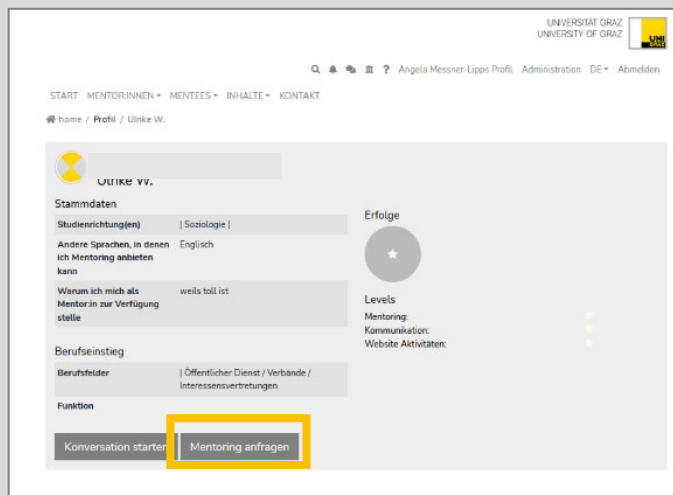 UNIVERSITÄT GRAZ
UNIVERSITY OF GRAZ
UNI
GRAZ
? Angela Messner-Lipps Profil Administration DE Abmelden
START MENTOR:INNEN MENTEES INHALTE KONTAKT
home / Profil / Ulrike W.
Ulrike W.
Stammdaten
Studienrichtung(en) | Soziologie |
Andere Sprachen, in denen Englisch
ich Mentoring anbieten
kann
Warum ich mich als weils toll ist
Mentor:in zur Verfügung
stelle
Berufseinstieg
Berufsfelder | Öffentlicher Dienst / Verbände /
Interessensvertretungen
Funktion
Erfolge
Levels
Mentoring:
Kommunikation:
Website Aktivitäten:
Konversation starten Mentoring anfragen